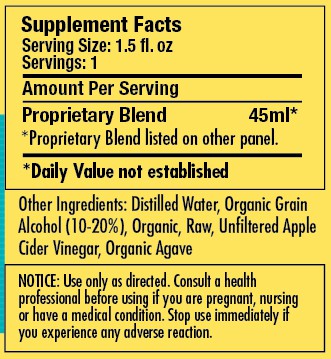 Supplement Facts
Serving Size: 1.5 fl. oz
Servings: 1
Amount Per Serving
Proprietary Blend 45ml*
*Proprietary Blend listed on other panel.
*Daily Value not established
Other Ingredients: Distilled Water, Organic Grain
Alcohol (10-20%), Organic, Raw, Unfiltered Apple
Cider Vinegar, Organic Agave
NOTICE: Use only as directed. Consult a health
professional before using if you are pregnant, nursing
or have a medical condition. Stop use immediately if
you experience any adverse reaction.